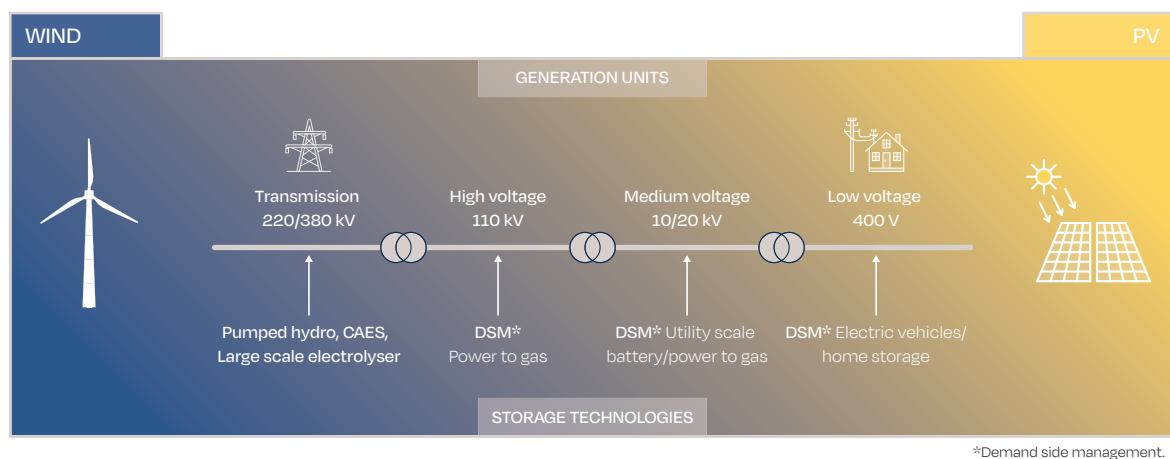 WIND
PV
GENERATION UNITS
Transmission
220/380 kV
High voltage
110 kV
Medium voltage
10/20 kV
Low voltage
400 V
Pumped hydro, CAES,
Large scale electrolyser
DSM*
Power to gas
DSM* Utility scale
battery/power to gas
DSM* Electric vehicles/
home storage
STORAGE TECHNOLOGIES
*Demand side management.